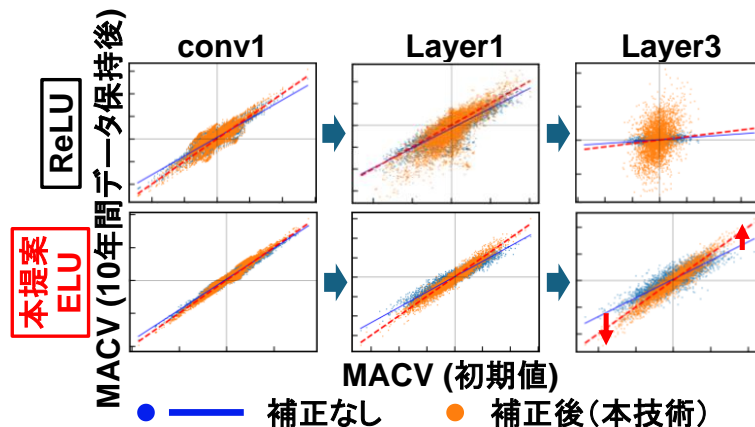 conv1
Layer1
Layer3
ReLU
本提案
ELU
MACV (10年間データ保持後)
MACV (初期値)
補正なし
補正後(本技術)